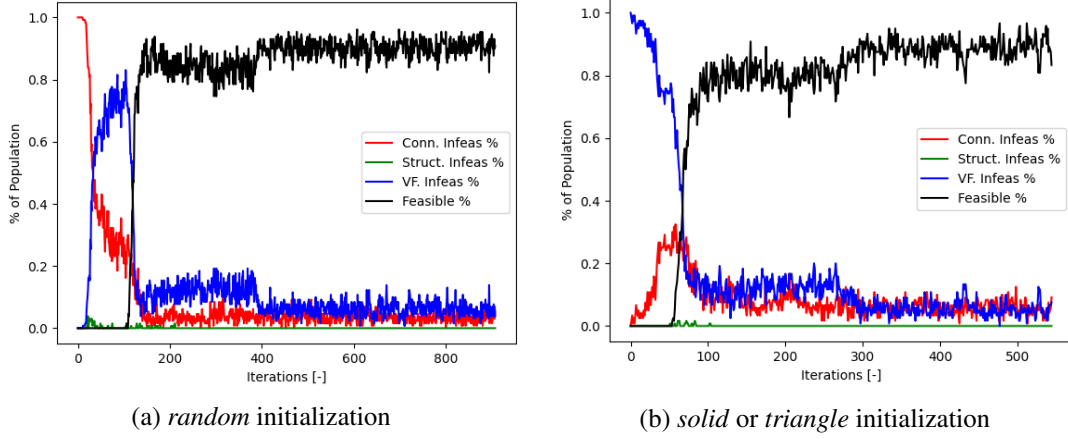 1.0
0.8
0.6
0.4
0.2
0.0
% of Population
Conn. Infeas %
Struct. Infeas %
VF. Infeas %
Feasible %
0
200
400
600
800
Iterations [-]
(a) random initialization
1.0
0.8
0.6
0.4
0.2
0.0
% of Population
Conn. Infeas %
Struct. Infeas %
VF. Infeas %
Feasible %
0
100
200
300
400
500
Iterations [-]
(b) solid or triangle initialization